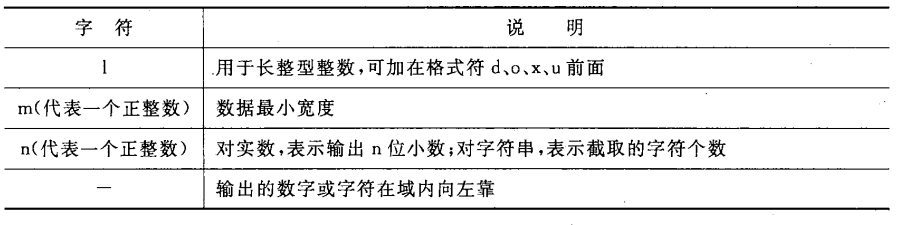 字 符 说 明
l 用于长整型整数,可加在格式符 d、o、x、u 前面
m(代表一个正整数) 数据最小宽度
n(代表一个正整数) 对实数,表示输出 n 位小数;对字符串,表示截取的字符个数
— 输出的数字或字符在域内向左靠